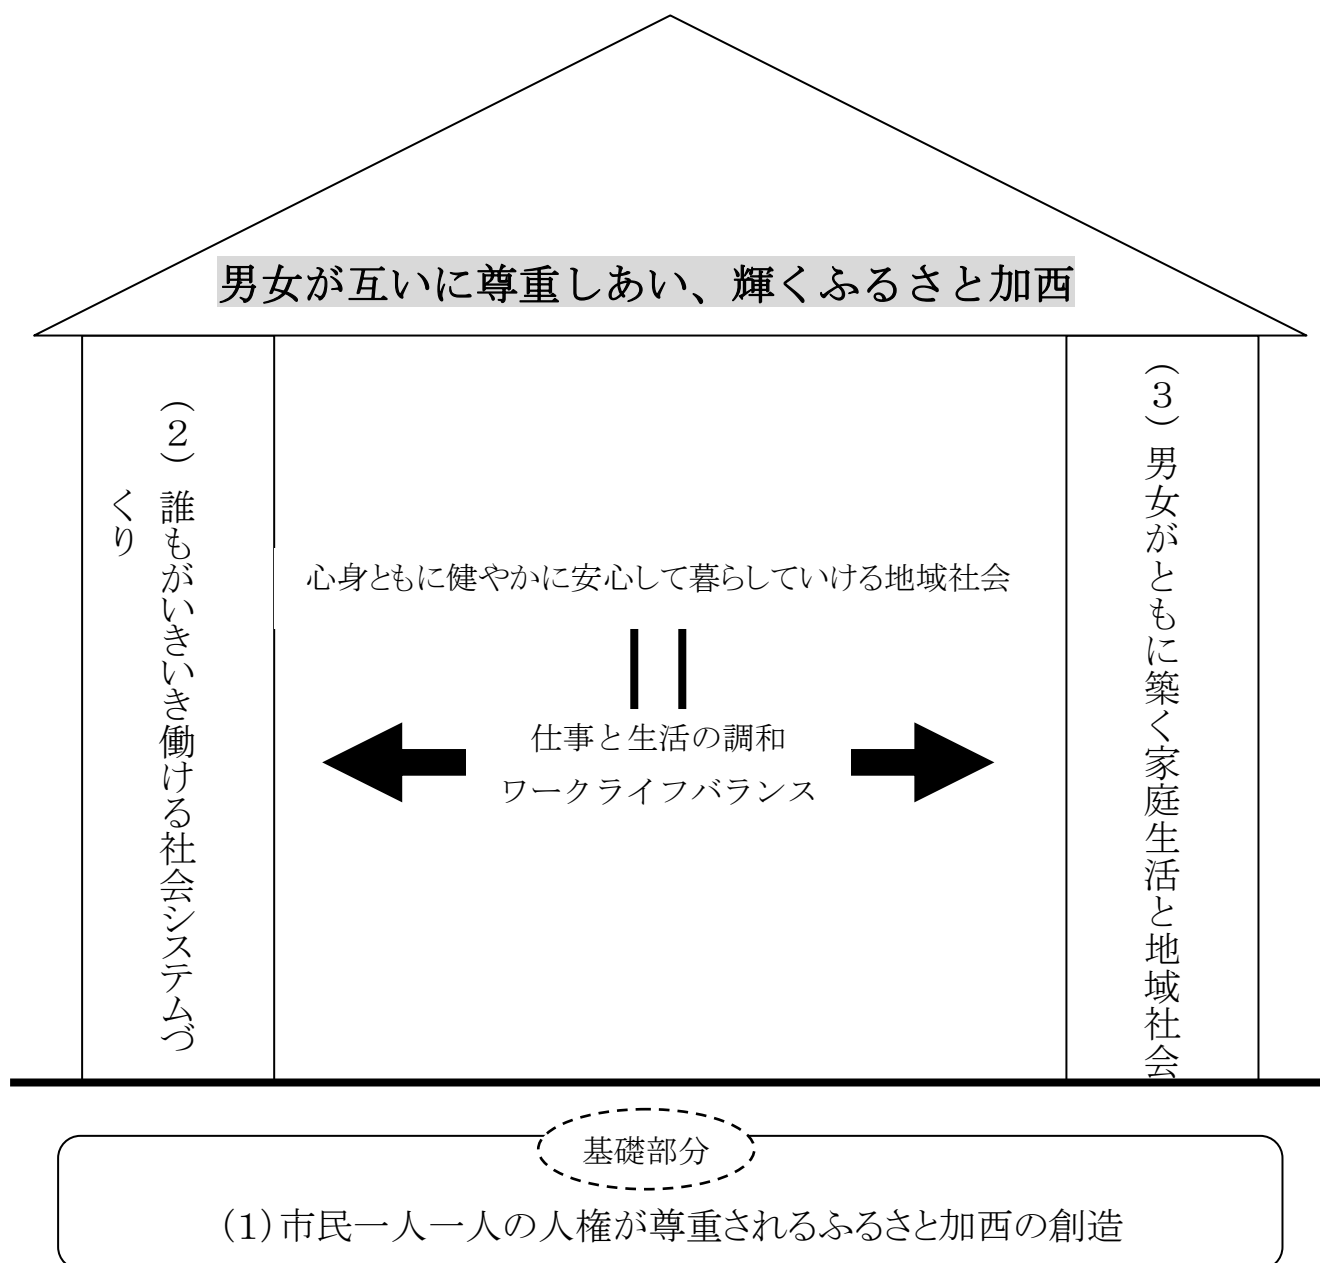 男女が互いに尊重しあい、輝くふるさと加西
（２）誰もがいきいき働ける社会システムづ
くり
心身ともに健やかに安心して暮らしていける地域社会
仕事と生活の調和
ワークライフバランス
（３）男女がともに築く家庭生活と地域社会
基礎部分
（１）市民一人一人の人権が尊重されるふるさと加西の創造